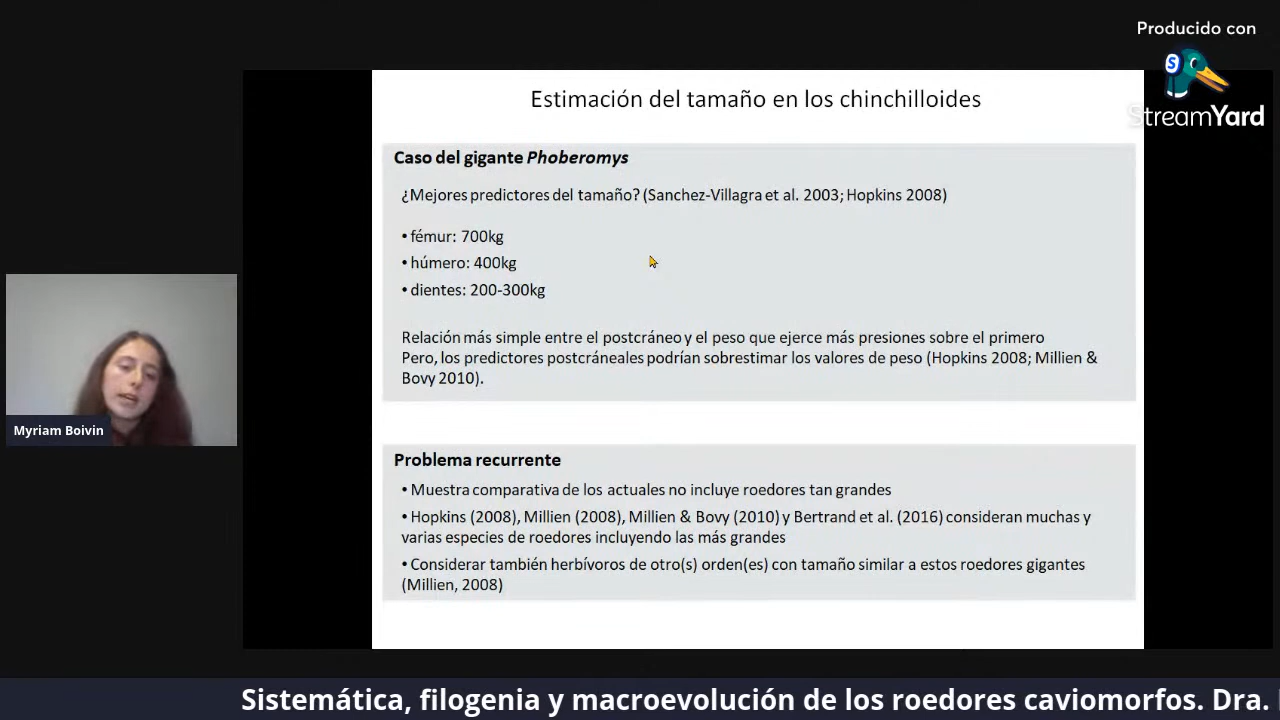 Producido con
StreamYard
Estimación del tamaño en los chinchilloides
Caso del gigante Phoberomys
¿Mejores predictores del tamaño? (Sanchez-Villagra et al. 2003; Hopkins 2008)
• fémur: 700kg
• húmero: 400kg
• dientes: 200-300kg
Relación más simple entre el postcráneo y el peso que ejerce más presiones sobre el primero
Pero, los predictores postcráneales podrían sobrestimar los valores de peso (Hopkins 2008; Millien &
Bovy 2010).
Myriam Boivin
Problema recurrente
• Muestra comparativa de los actuales no incluye roedores tan grandes
• Hopkins (2008), Millien (2008), Millien & Bovy (2010) y Bertrand et al. (2016) consideran muchas y
varias especies de roedores incluyendo las más grandes
• Considerar también herbívoros de otro(s) orden(es) con tamaño similar a estos roedores gigantes
(Millien, 2008)
Sistemática, filogenia y macroevolución de los roedores caviomorfos. Dra.